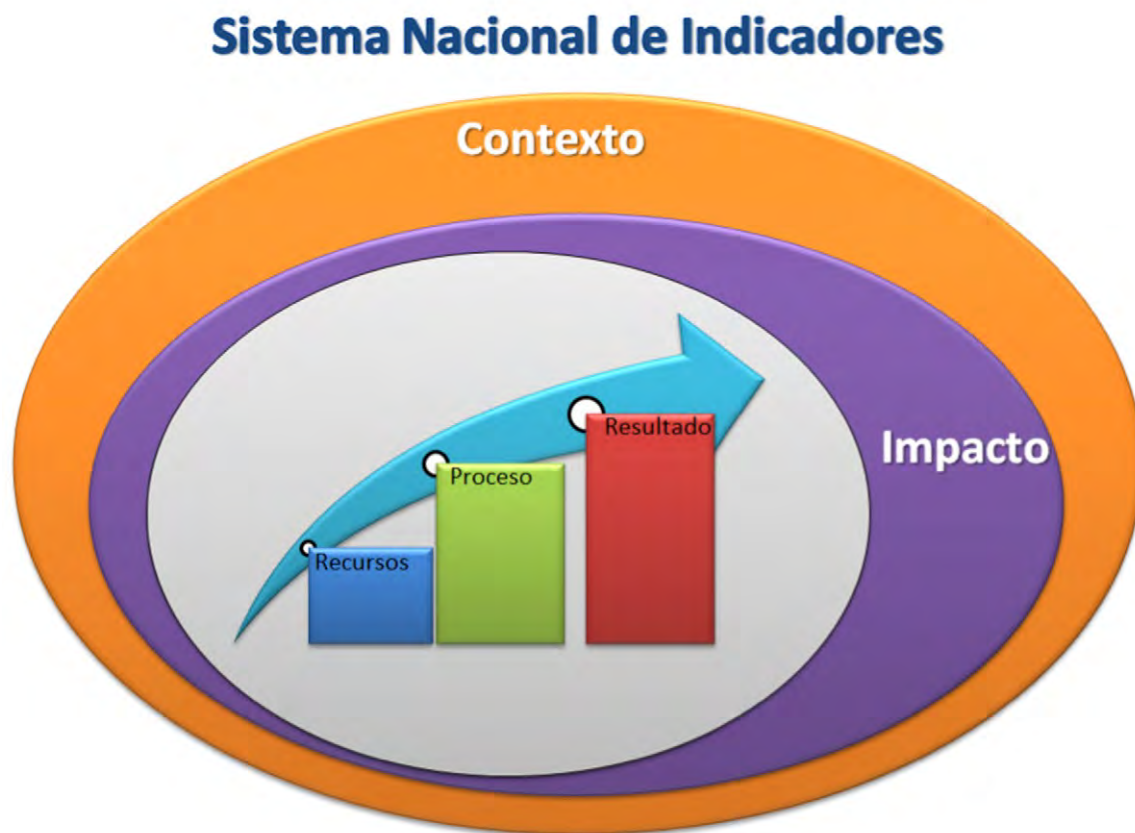 Sistema Nacional de Indicadores
Contexto
Impacto
Resultado
Proceso
Recursos